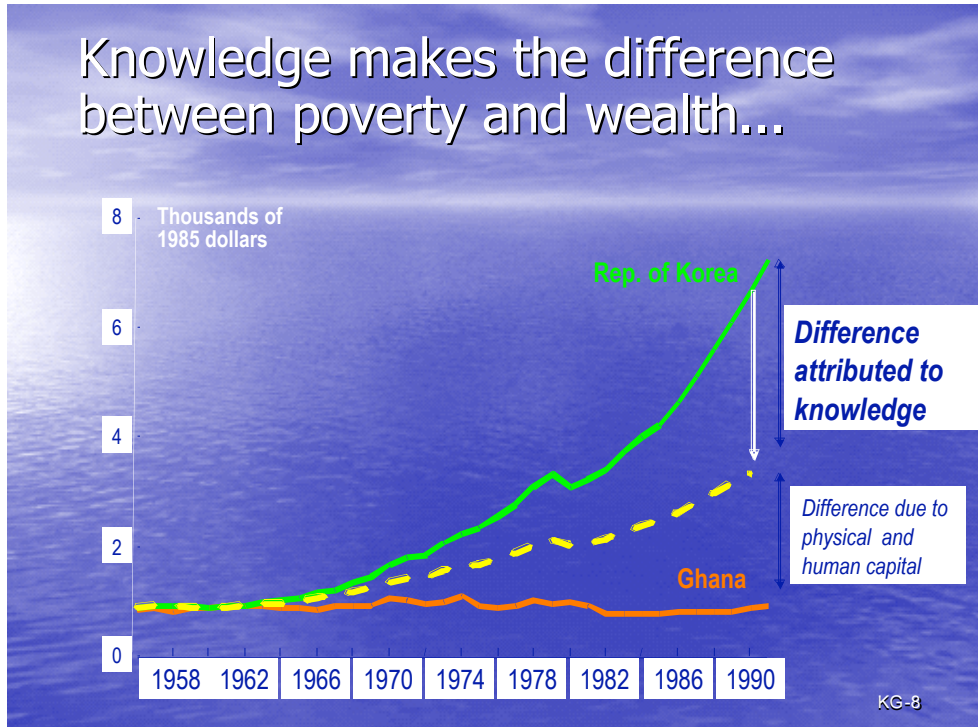 Knowledge makes the difference
between poverty and wealth...
8
Thousands of
1985 dollars
Rep. of Korea
6
Difference
attributed to
knowledge
4
Difference due to
physical and
human capital
2
Ghana
0
1958 1962 1966 1970 1974 1978 1982 1986 1990
KG-8